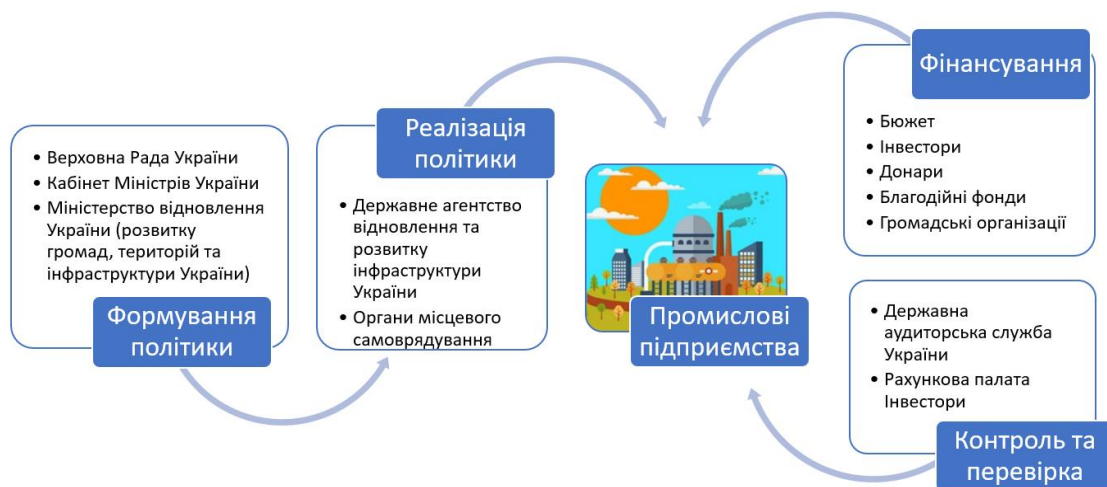 • Верховна Рада України
• Кабінет Міністрів України
• Міністерство відновлення
України (розвитку
громад, територій та
інфраструктури України)
Формування
політики
Реалізація
політики
• Державне агентство
відновлення та
розвитку
інфраструктури
України
• Органи місцевого
самоврядування
Промислові
підприємства
Фінансування
• Бюжет
• Інвестори
• Донари
• Благодійні фонди
• Громадські організації
• Державна
аудиторська служба
України
• Рахункова палата
Інвестори
Контроль та
перевірка